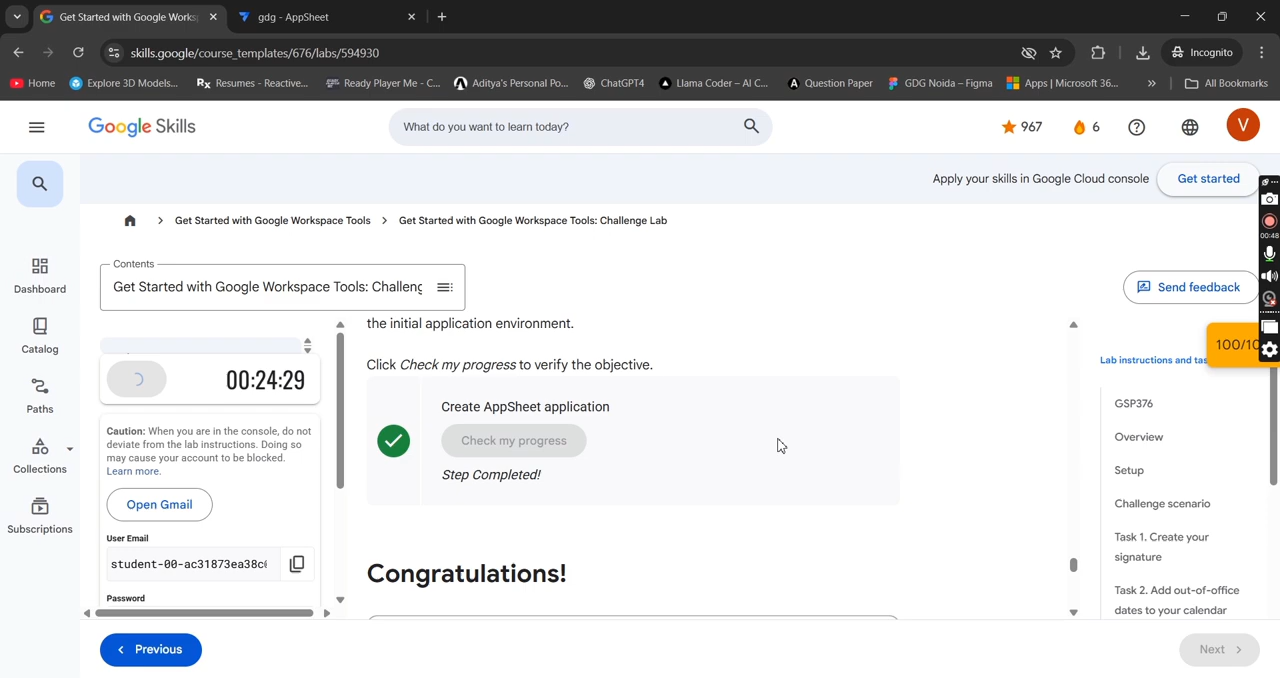 Get Started with Google Works
gdg - AppSheet
skills.google/course_templates/676/labs/594930
Incognito
Home
Explore 3D Models...
Resumes - Reactive...
Ready Player Me - C...
Aditya's Personal Po...
ChatGPT4
Llama Coder – AI C...
Question Paper
GDG Noida – Figma
Apps | Microsoft 36...
All Bookmarks
Google Skills
What do you want to learn today?
967
6
V
Apply your skills in Google Cloud console
Get started
Get Started with Google Workspace Tools
Get Started with Google Workspace Tools: Challenge Lab
Contents
Get Started with Google Workspace Tools: Challeng
Send feedback
00:48
Dashboard
Catalog
Paths
Collections
Subscriptions
00:24:29
Caution: When you are in the console, do not
deviate from the lab instructions. Doing so
may cause your account to be blocked.
Learn more.
Open Gmail
User Email
student-00-ac31873ea38c
Password
the initial application environment.
Click Check my progress to verify the objective.
Create AppSheet application
Check my progress
Step Completed!
Congratulations!
100/10
Lab instructions and tas
GSP376
Overview
Setup
Challenge scenario
Task 1. Create your
signature
Task 2. Add out-of-office
dates to your calendar
Previous
Next